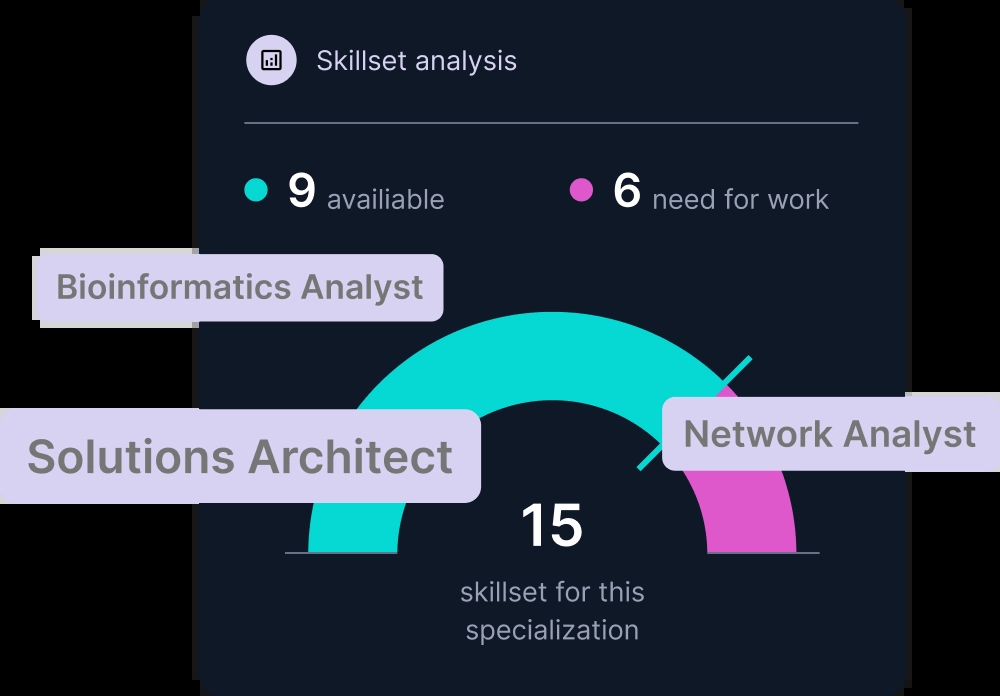 Skillset analysis
9 availiable
6 need for work
Bioinformatics Analyst
Solutions Architect
Network Analyst
15
skillset for this
specialization